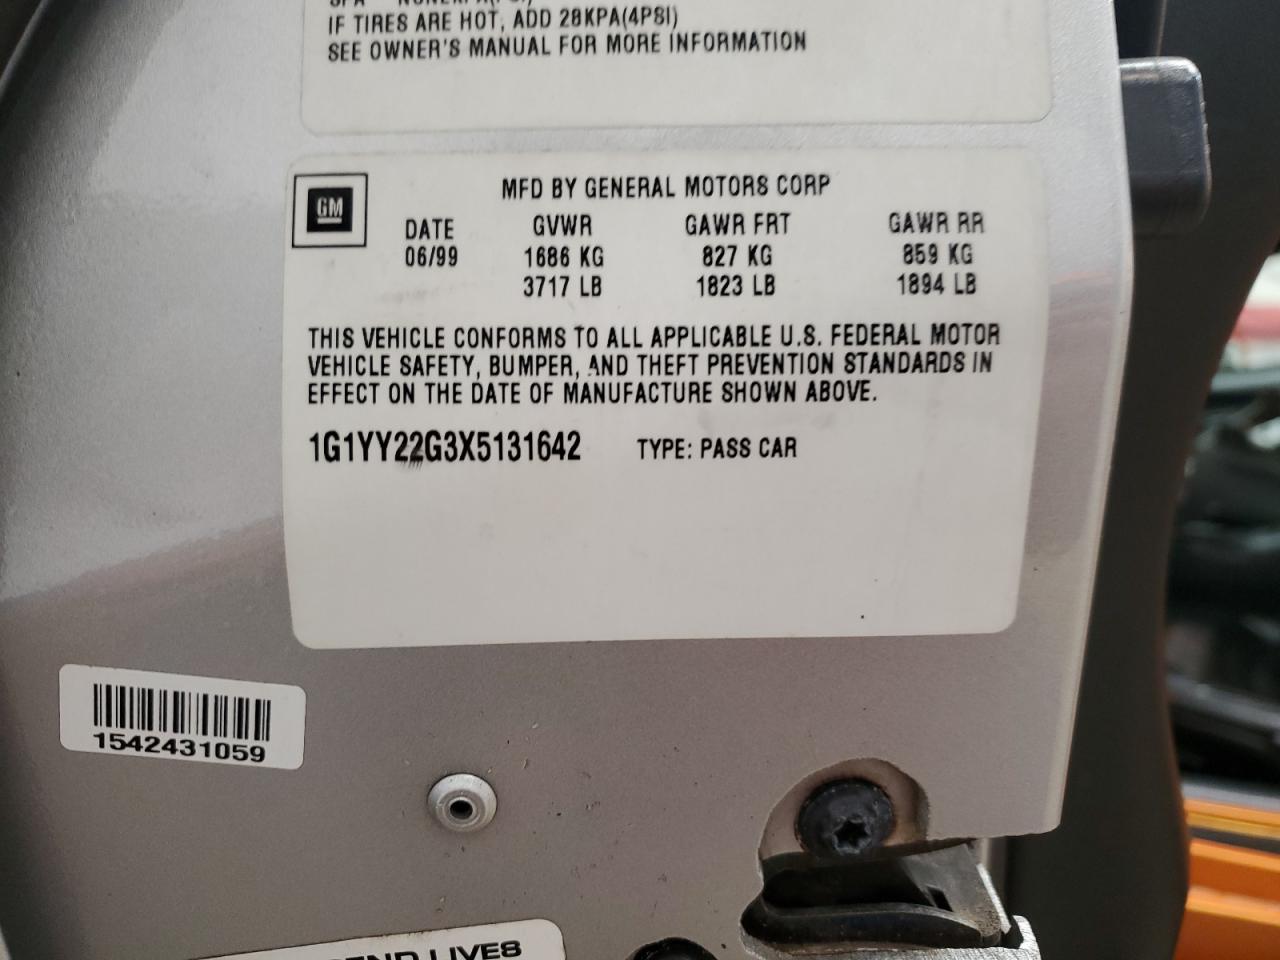 IF TIRES ARE HOT, ADD 28KPA(4PSI)
SEE OWNER'S MANUAL FOR MORE INFORMATION
GM
MFD BY GENERAL MOTORS CORP
DATE GVWR GAWR FRT GAWR RR
06/99 1686 KG 827 KG 859 KG
3717 LB 1823 LB 1894 LB
THIS VEHICLE CONFORMS TO ALL APPLICABLE U.S. FEDERAL MOTOR
VEHICLE SAFETY, BUMPER, AND THEFT PREVENTION STANDARDS IN
EFFECT ON THE DATE OF MANUFACTURE SHOWN ABOVE.
1G1YY22G3X5131642 TYPE: PASS CAR
1542431059
LIVES